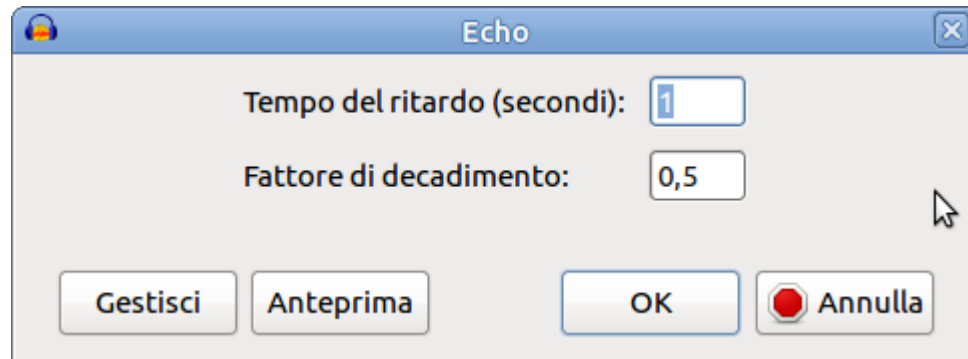 Echo
Tempo del ritardo (secondi): 1
Fattore di decadimento: 0,5
Gestisci Anteprima OK Annulla